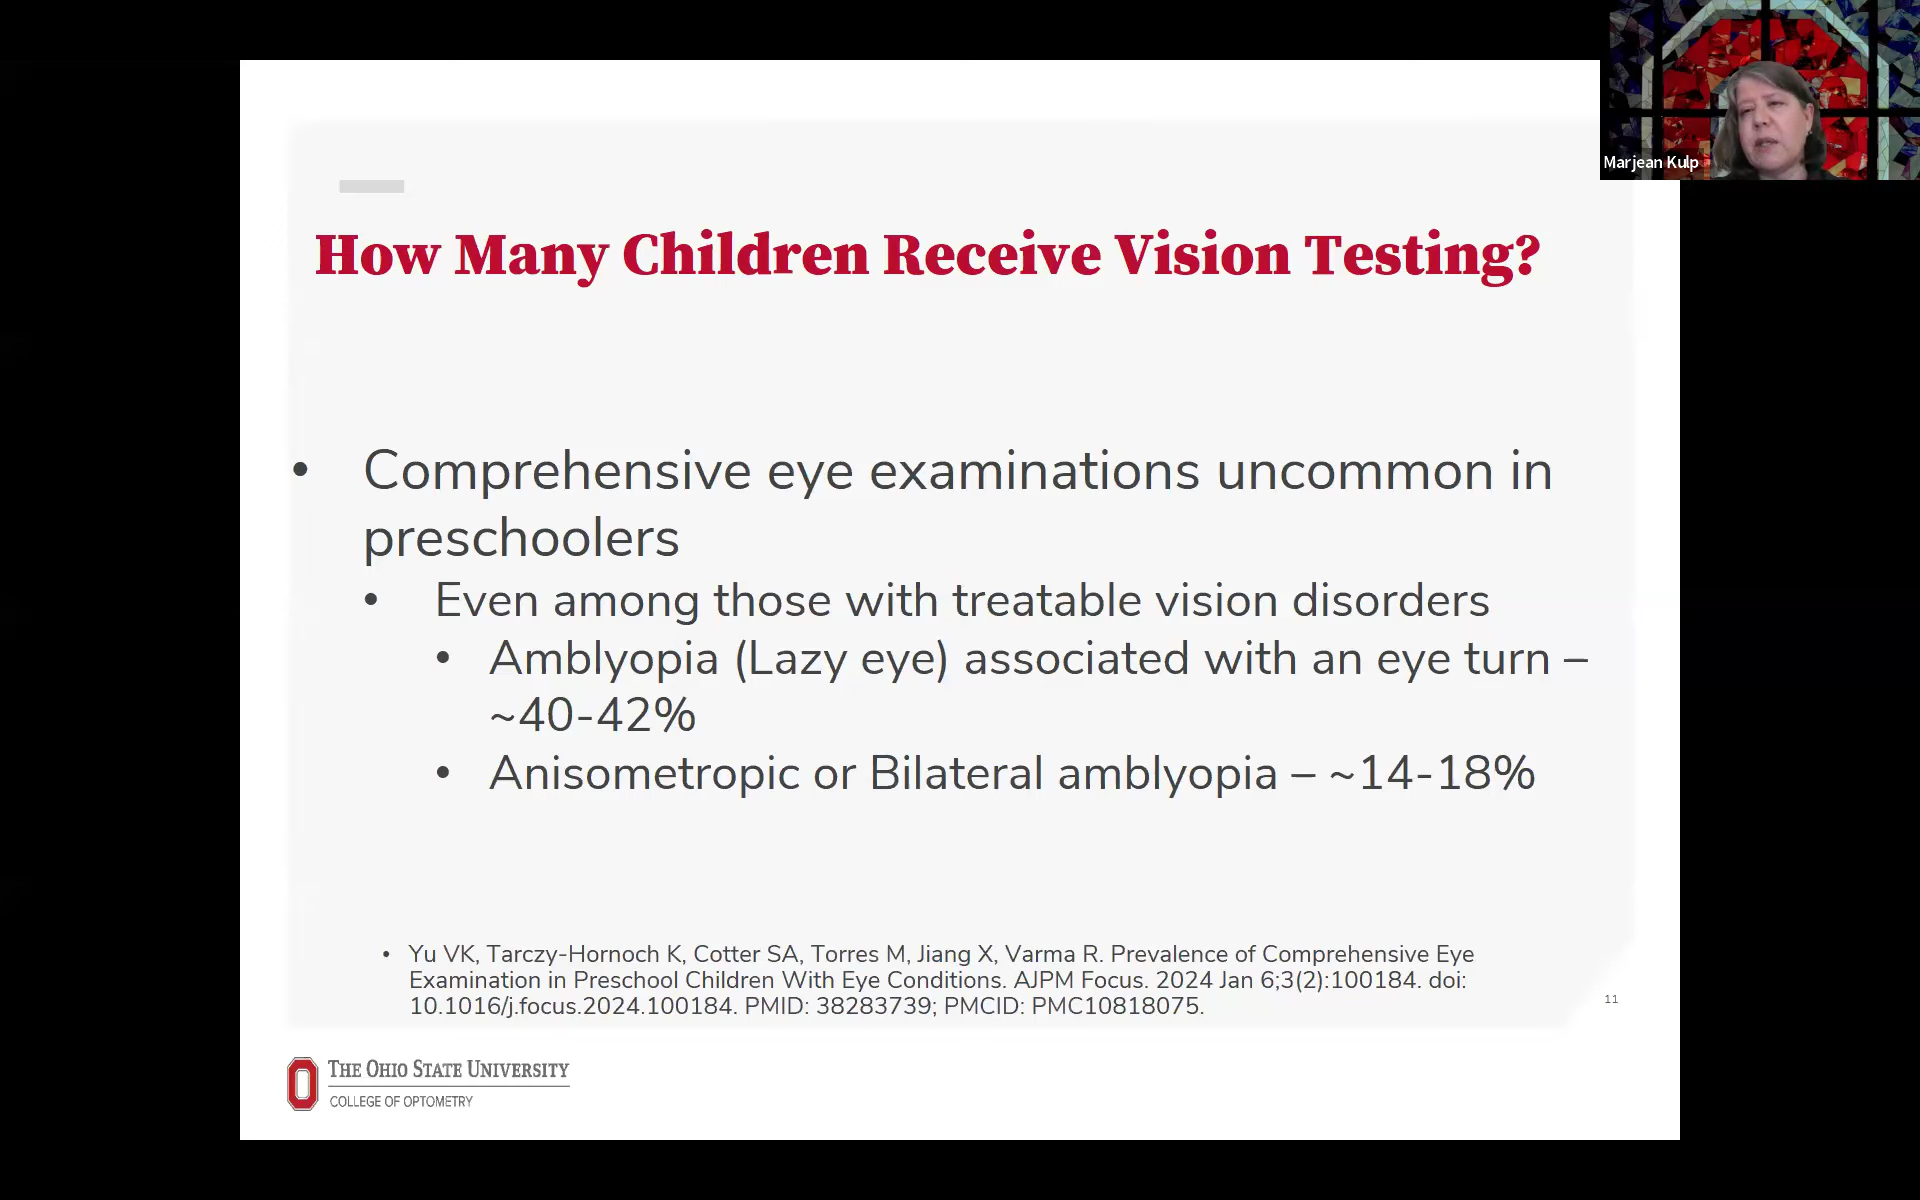 Marjean Kulp
How Many Children Receive Vision Testing?
• Comprehensive eye examinations uncommon in
preschoolers
• Even among those with treatable vision disorders
• Amblyopia (Lazy eye) associated with an eye turn –
~40-42%
• Anisometropic or Bilateral amblyopia – ~14-18%
• Yu VK, Tarczy-Hornoch K, Cotter SA, Torres M, Jiang X, Varma R. Prevalence of Comprehensive Eye
Examination in Preschool Children With Eye Conditions. AJPM Focus. 2024 Jan 6;3(2):100184. doi:
10.1016/j.focus.2024.100184. PMID: 38283739; PMCID: PMC10818075.
11
THE OHIO STATE UNIVERSITY
COLLEGE OF OPTOMETRY